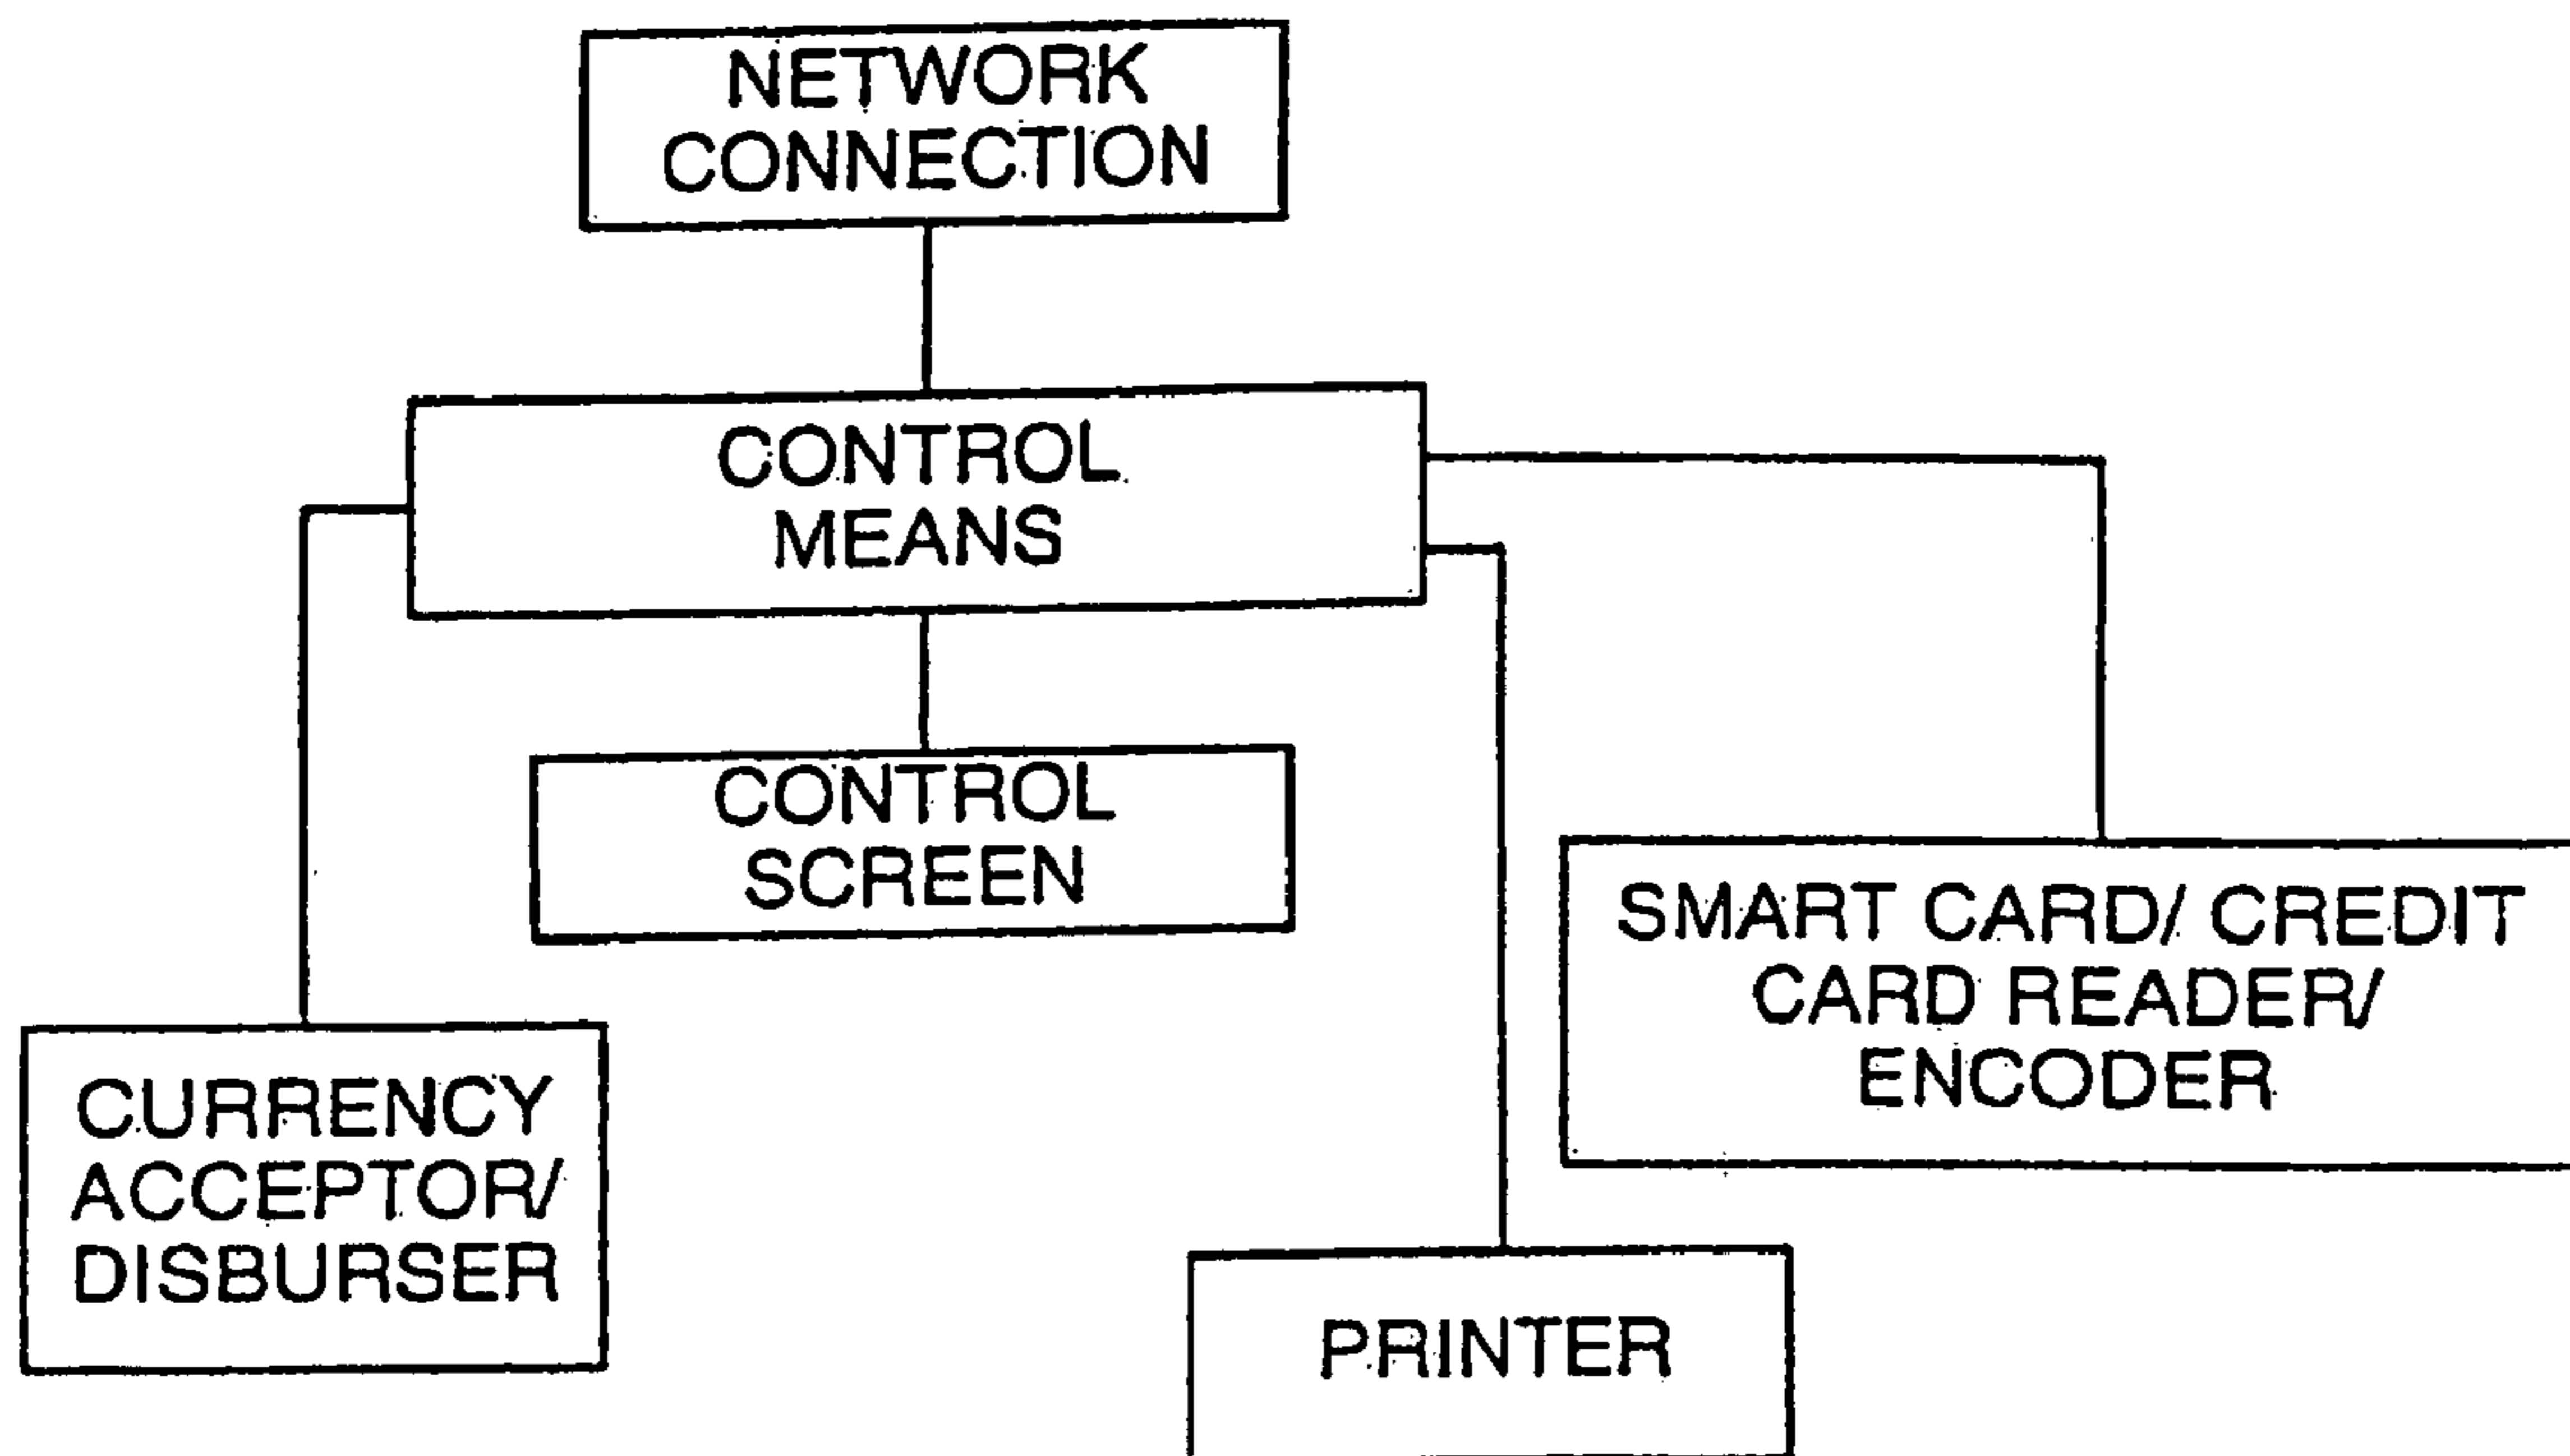 NETWORK
CONNECTION
CONTROL
MEANS
CONTROL
SCREEN
SMART CARD/ CREDIT
CARD READER/
ENCODER
CURRENCY
ACCEPTOR/
DISBURSER
PRINTER